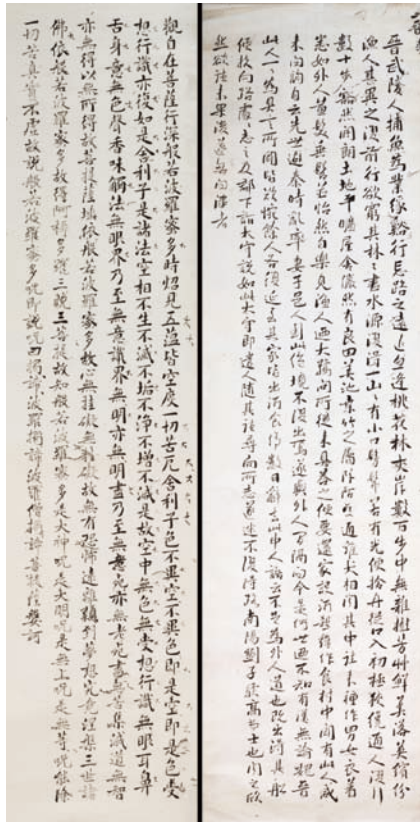 晉武陵人捕魚為業緣谿行忘路之遠近忽逢桃花林夾岸數百步中無雜樹芳草鮮美落英繽紛
漁人甚異之復前行欲窮其林林盡水源便得一山山有小口髣髴若有光便捨舟從口入初極狹纔通人復行
數十步豁然開朗土地平曠屋舍儼然有良田美池桑竹之屬阡陌交通雞犬相聞其中往來種作男女衣著
悉如外人黃髮垂髫並怡然自樂見漁人乃大驚問所從來具答之便要還家設酒殺雞作食村中聞有此人咸
來問訊自云先世避秦時亂率妻子邑人來此絕境不復出焉遂與外人間隔問今是何世乃不知有漢無論魏晉
此人一一為具言所聞皆歎惋餘人各復延至其家皆出酒食停數日辭去此中人語云不足為外人道也既出得其船
便扶向路處處志之及郡下詣太守說如此太守即遣人隨其往尋向所志遂迷不復得路南陽劉子驥高尚士也聞之欣
然欲往未果後遂無問津者
觀自在菩薩行深般若波羅蜜多時照見五蘊皆空度一切苦厄舍利子色不異空空不異色色即是空空即是色受
想行識亦復如是舍利子是諸法空相不生不滅不垢不淨不增不減是故空中無色無受想行識無眼耳鼻
舌身意無色聲香味觸法無眼界乃至無意識界無無明亦無無明盡乃至無老死亦無老死盡無苦集滅道無智
亦無得以無所得故菩提薩埵依般若波羅蜜多故心無罣礙無罣礙故無有恐怖遠離顛倒夢想究竟涅槃三世諸
佛依般若波羅蜜多故得阿耨多羅三藐三菩提故知般若波羅蜜多是大神咒是大明咒是無上咒是無等等咒能除
一切苦真實不虛故說般若波羅蜜多咒即說咒曰揭諦揭諦波羅揭諦波羅僧揭諦菩提薩婆訶